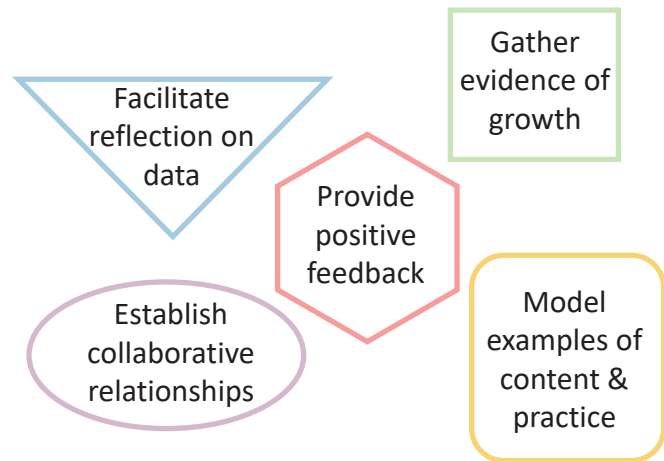 Facilitate
reflection on
data
Gather
evidence of
growth
Provide
positive
feedback
Establish
collaborative
relationships
Model
examples of
content &
practice